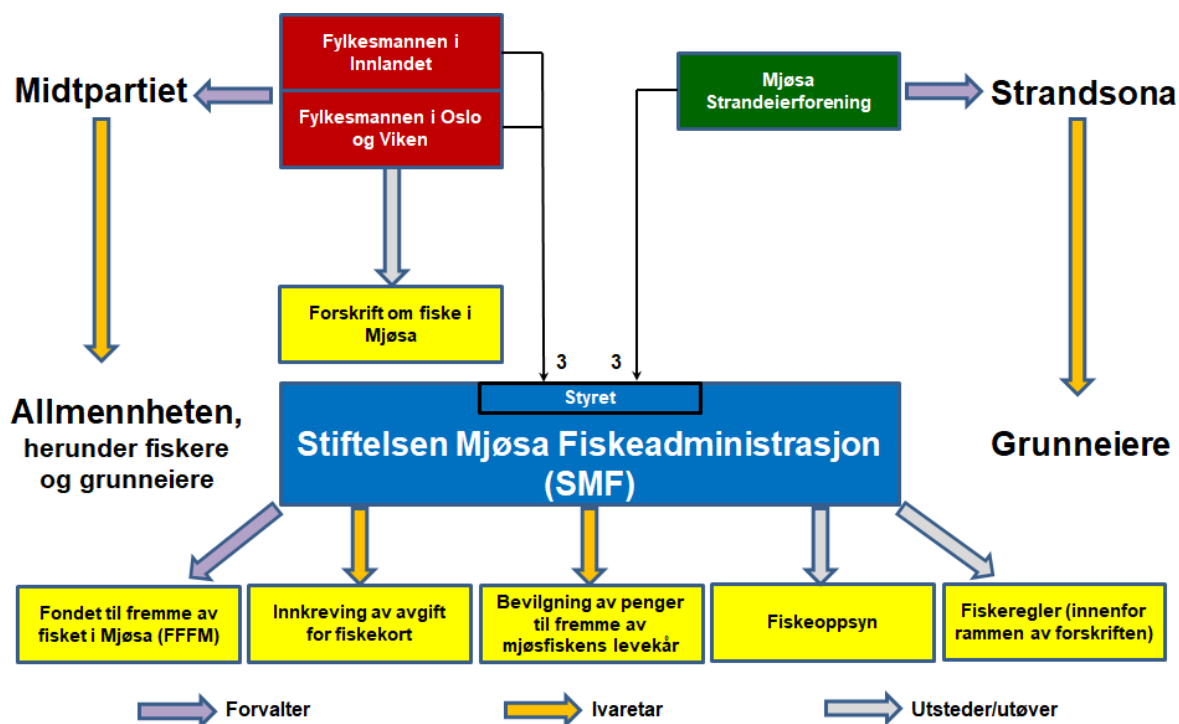 Fylkesmannen i
Innlandet
Midtpartiet
Fylkesmannen i Oslo
og Viken
Mjøsa
Strandeierforening
Strandsona
Forskrift om fiske i
Mjøsa
3
3
Styret
Allmennheten,
herunder fiskere
og grunneiere
Stiftelsen Mjøsa Fiskeadministrasjon
(SMF)
Grunneiere
Fondet til fremme av
fisket i Mjøsa (FFFM)
Innkreving av avgift
for fiskekort
Bevilgning av penger
til fremme av
mjøsfiskens levekår
Fiskeoppsyn
Fiskeregler (innenfor
rammen av forskriften)
Forvalter
Ivaretar
Utsteder/utøver